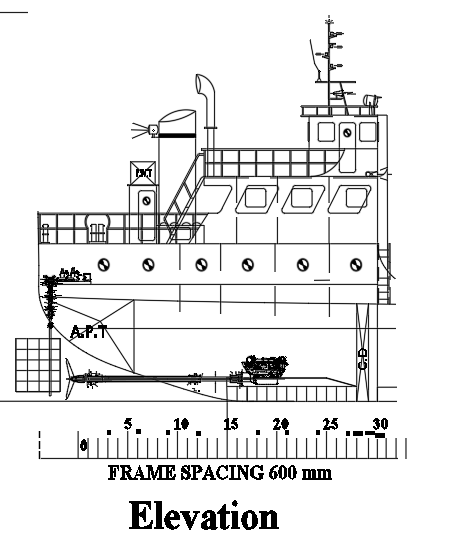 A.P.T
C.D
5 10 15 20 25 30
0
FRAME SPACING 600 mm
Elevation